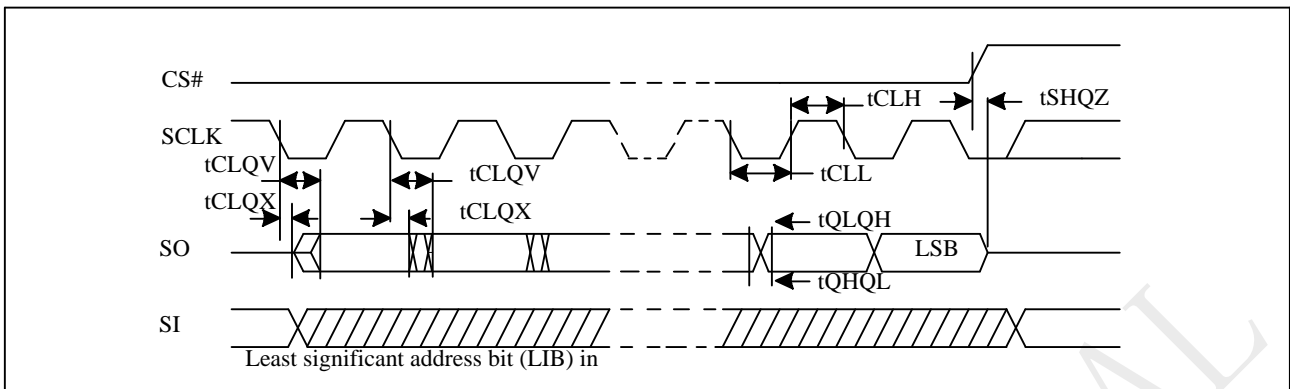 CS#
tCLH
tSHQZ
SCLK
tCLQV
tCLQV
tCLL
tCLQX
tCLQX
tQLQH
SO
LSB
tQHQL
SI
Least significant address bit (LIB) in
AL